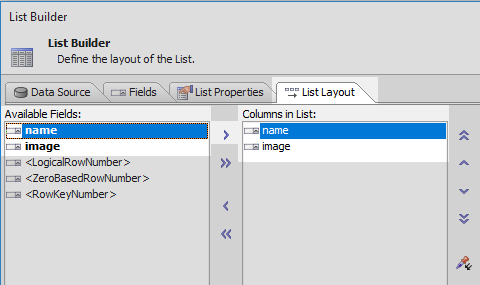 List Builder
List Builder
Define the layout of the List.
Data Source
Fields
List Properties
List Layout
Available Fields:
name
image
<LogicalRowNumber>
<ZeroBasedRowNumber>
<RowKeyNumber>
Columns in List:
name
image